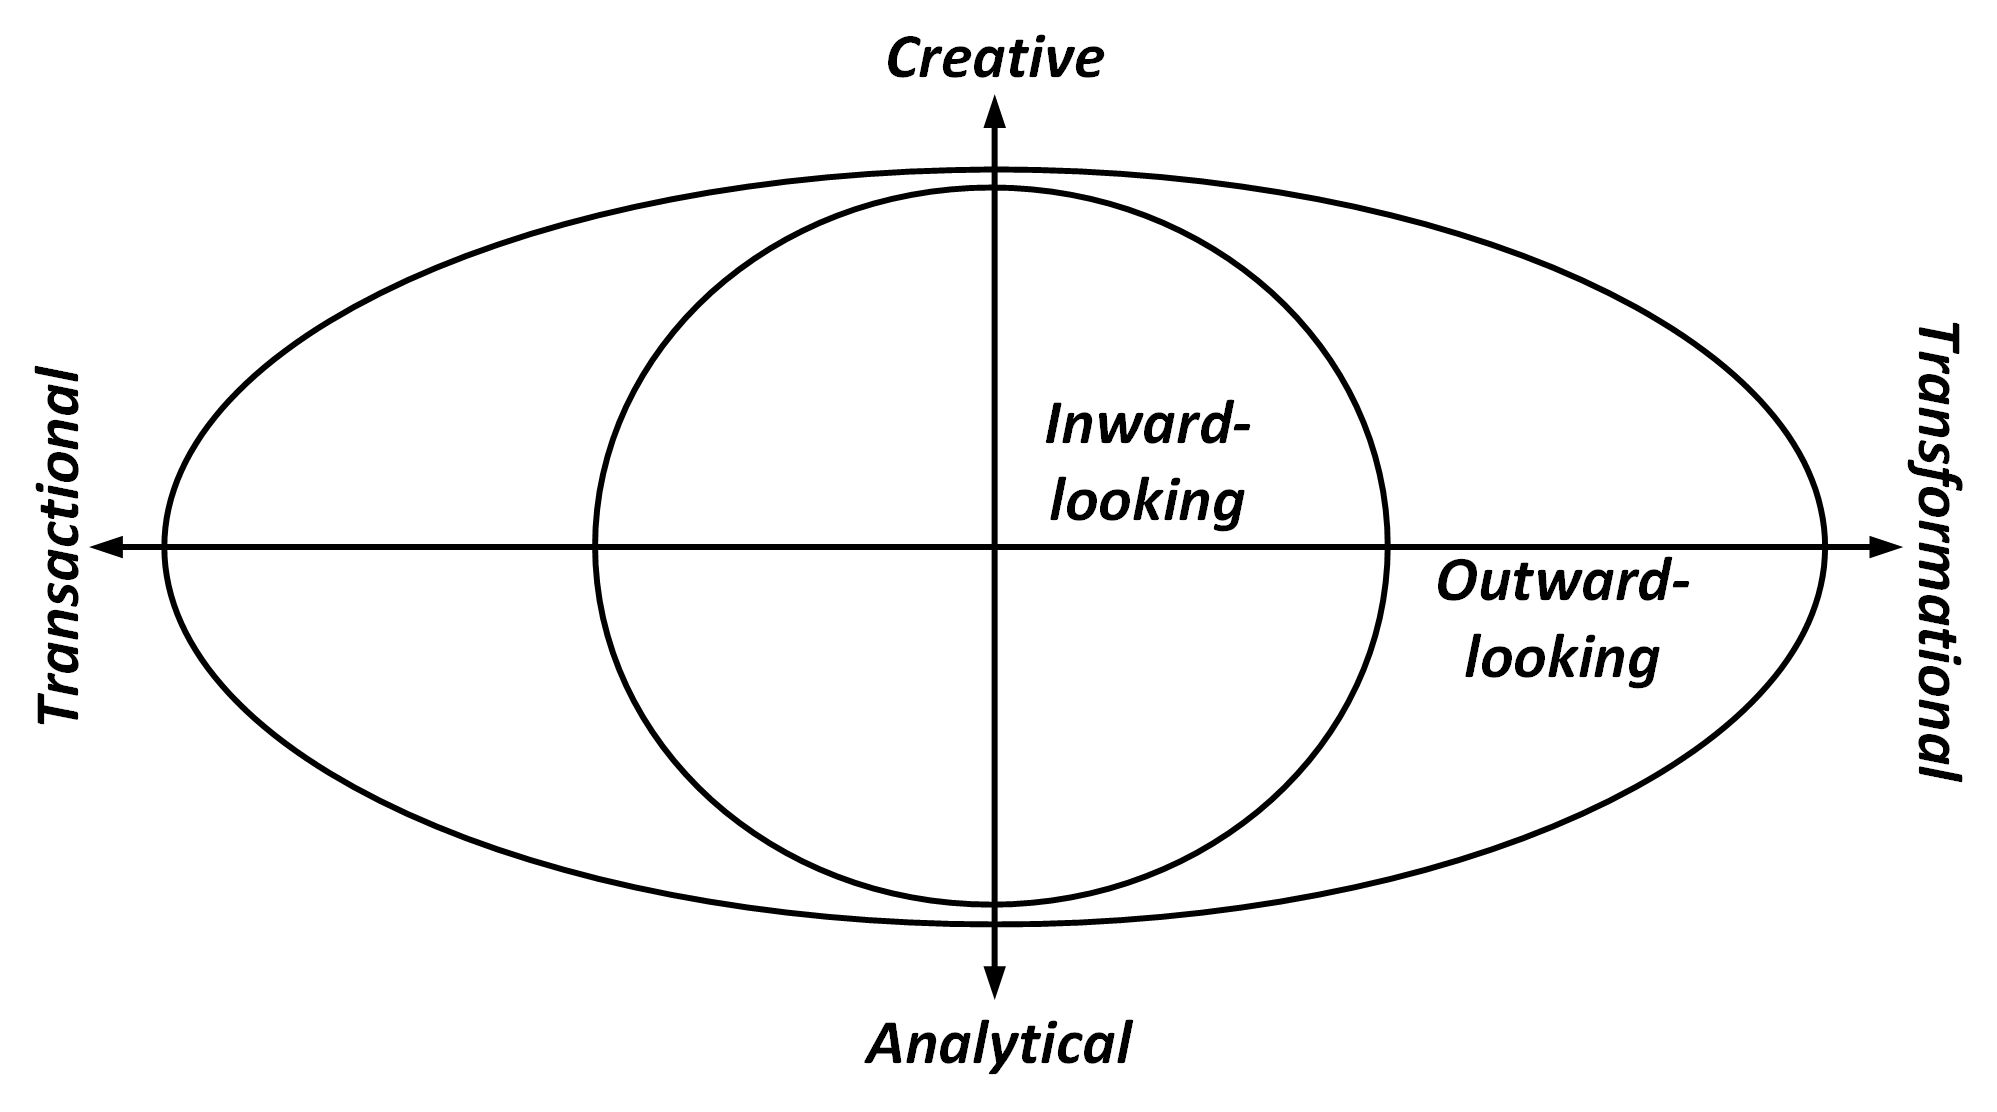 Creative
Transactional
Inward-
looking
Outward-
looking
Transformational
Analytical